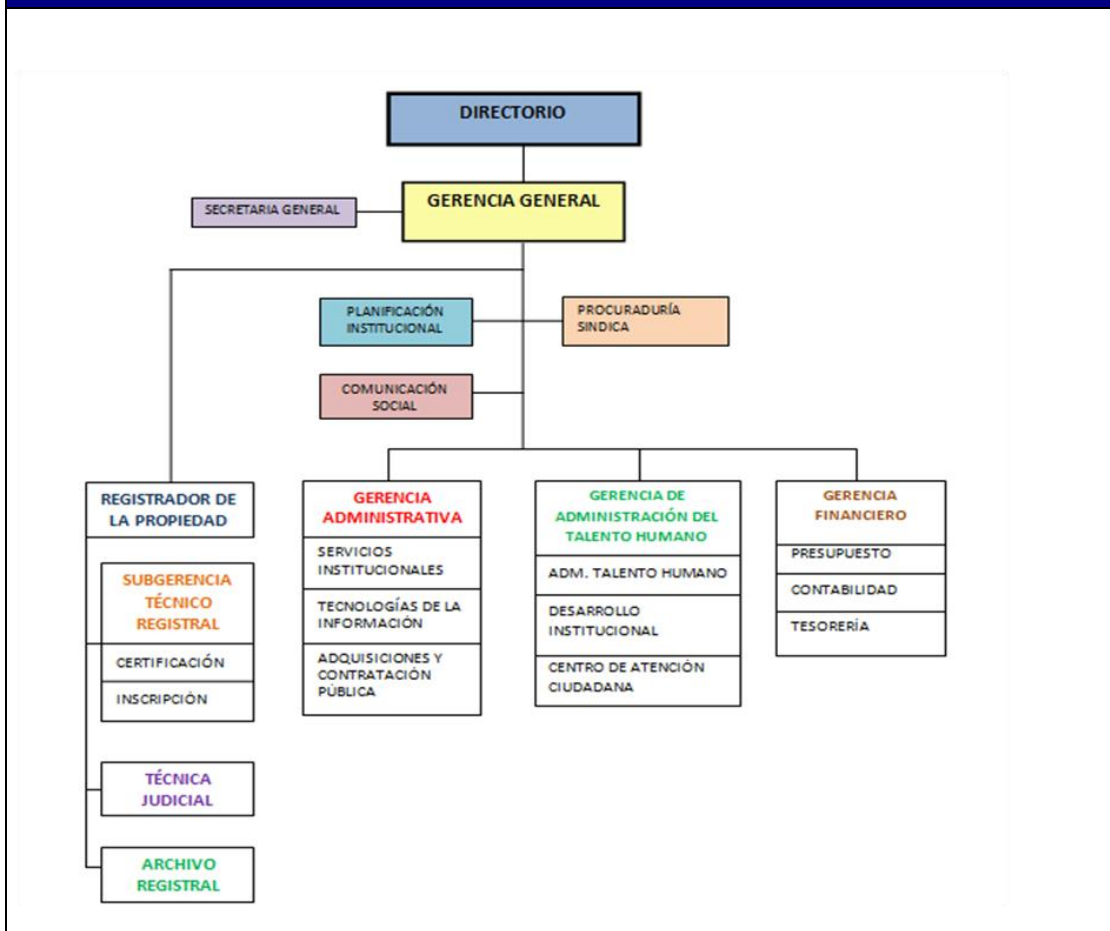 DIRECTORIO
GERENCIA GENERAL
SECRETARIA GENERAL
PLANIFICACIÓN
INSTITUCIONAL
PROCURADURÍA
SINDICA
COMUNICACIÓN
SOCIAL
REGISTRADOR DE
LA PROPIEDAD
SUBGERENCIA
TÉCNICO
REGISTRAL
CERTIFICACIÓN
INSCRIPCIÓN
TÉCNICA
JUDICIAL
ARCHIVO
REGISTRAL
GERENCIA
ADMINISTRATIVA
SERVICIOS
INSTITUCIONALES
TECNOLOGÍAS DE LA
INFORMACIÓN
ADQUISICIONES Y
CONTRATACIÓN
PÚBLICA
GERENCIA DE
ADMINISTRACIÓN DEL
TALENTO HUMANO
ADM. TALENTO HUMANO
DESARROLLO
INSTITUCIONAL
CENTRO DE ATENCIÓN
CIUDADANA
GERENCIA
FINANCIERO
PRESUPUESTO
CONTABILIDAD
TESORERÍA